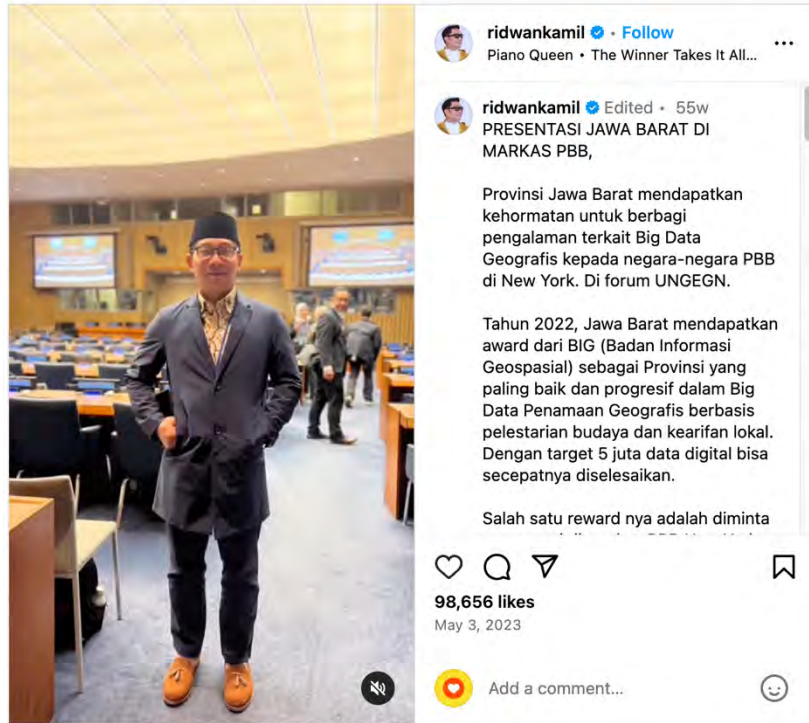 ridwankamil • Follow
Piano Queen • The Winner Takes It All...
ridwankamil Edited • 55w
PRESENTASI JAWA BARAT DI
MARKAS PBB,
Provinsi Jawa Barat mendapatkan
kehormatan untuk berbagi
pengalaman terkait Big Data
Geografis kepada negara-negara PBB
di New York. Di forum UNGEGN.
Tahun 2022, Jawa Barat mendapatkan
award dari BIG (Badan Informasi
Geospasial) sebagai Provinsi yang
paling baik dan progresif dalam Big
Data Penamaan Geografis berbasis
pelestarian budaya dan kearifan lokal.
Dengan target 5 juta data digital bisa
secepatnya diselesaikan.
Salah satu reward nya adalah diminta
98,656 likes
May 3, 2023
Add a comment...